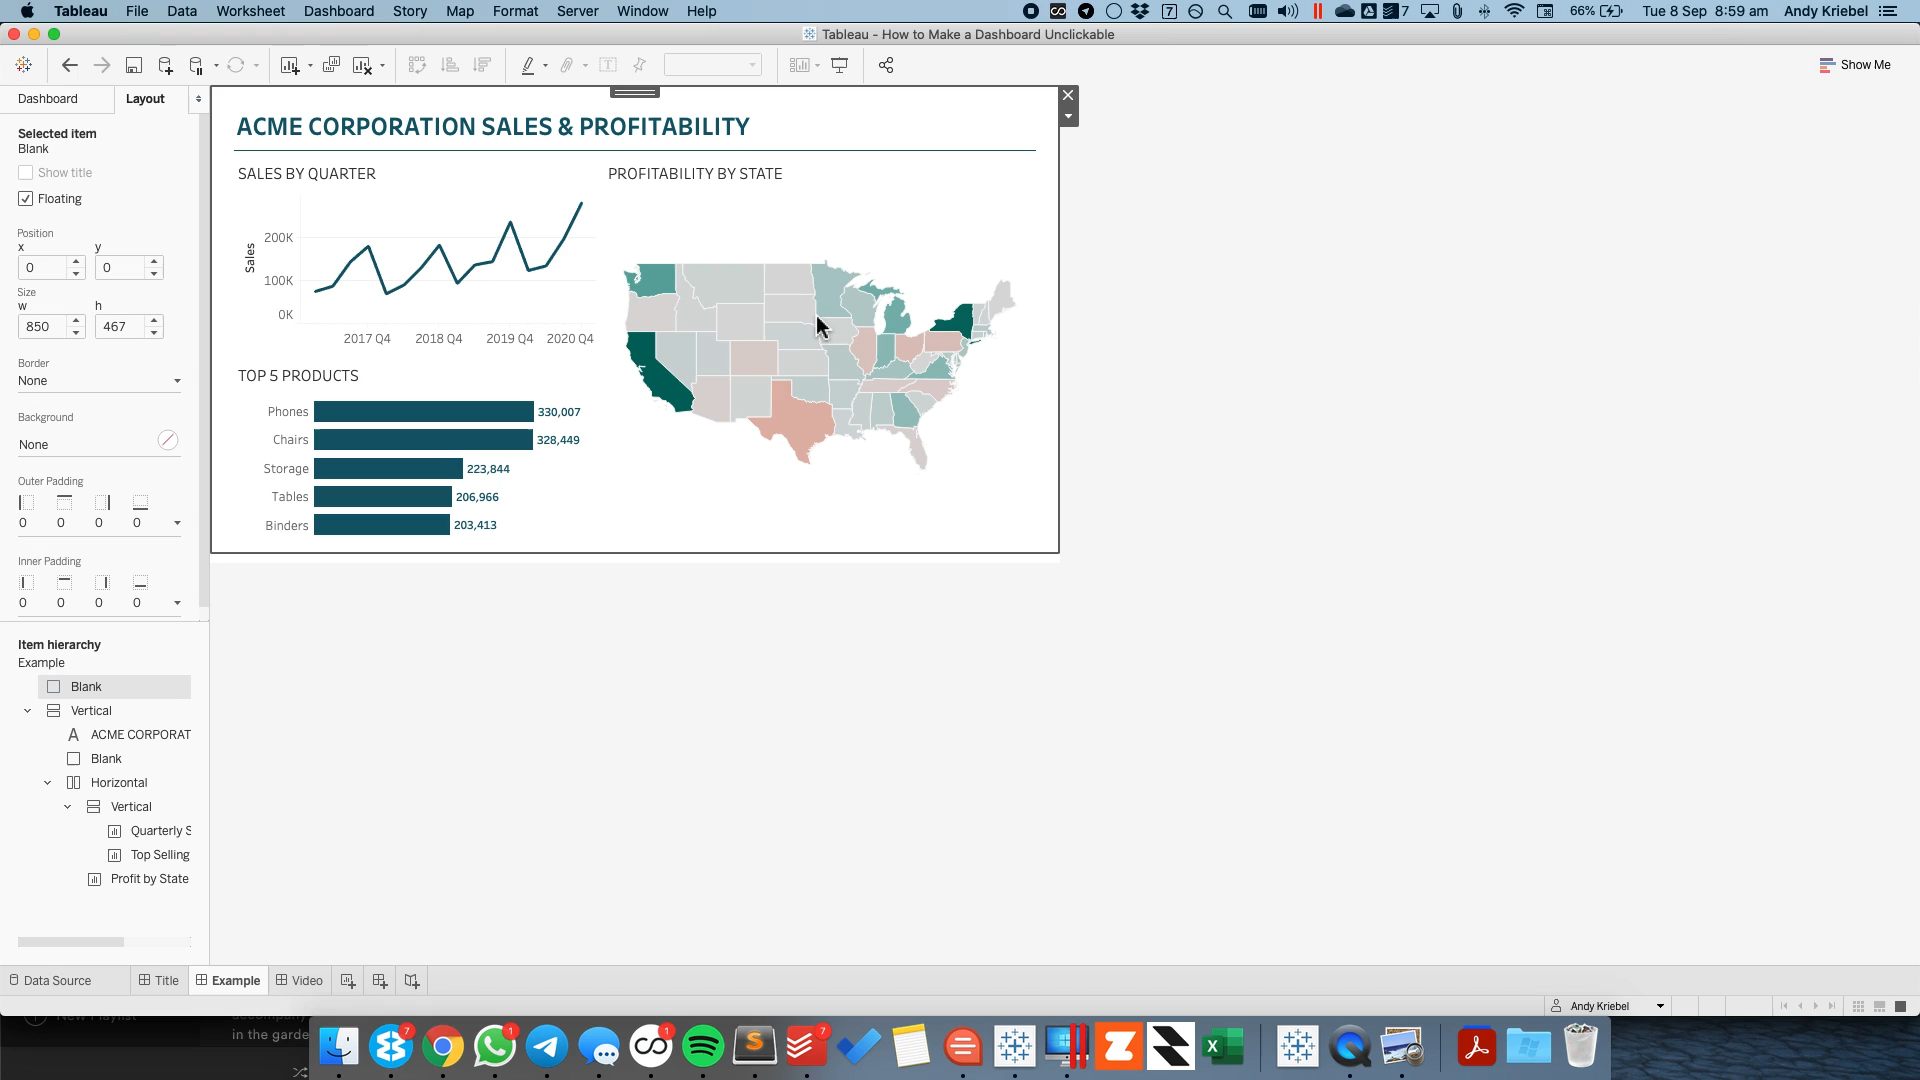 Tableau File Data Worksheet Dashboard Story Map Format Server Window Help 7 7 66% Tue 8 Sep 8:59 am Andy Kriebel
Tableau - How to Make a Dashboard Unclickable
Show Me
Dashboard Layout
Selected item
Blank
Show title
Floating
Position
x y
0 0
Size
w h
850 467
Border
None
Background
None
Outer Padding
0 0 0 0
Inner Padding
0 0 0 0
Item hierarchy
Example
Blank
Vertical
A ACME CORPORAT
Blank
Horizontal
Vertical
Quarterly S
Top Selling
Profit by State
ACME CORPORATION SALES & PROFITABILITY
SALES BY QUARTER PROFITABILITY BY STATE
Sales
200K
100K
0K
2017 Q4 2018 Q4 2019 Q4 2020 Q4
TOP 5 PRODUCTS
Phones 330,007
Chairs 328,449
Storage 223,844
Tables 206,966
Binders 203,413
Data Source Title Example Video
Andy Kriebel
in the garde
7 1 1 7